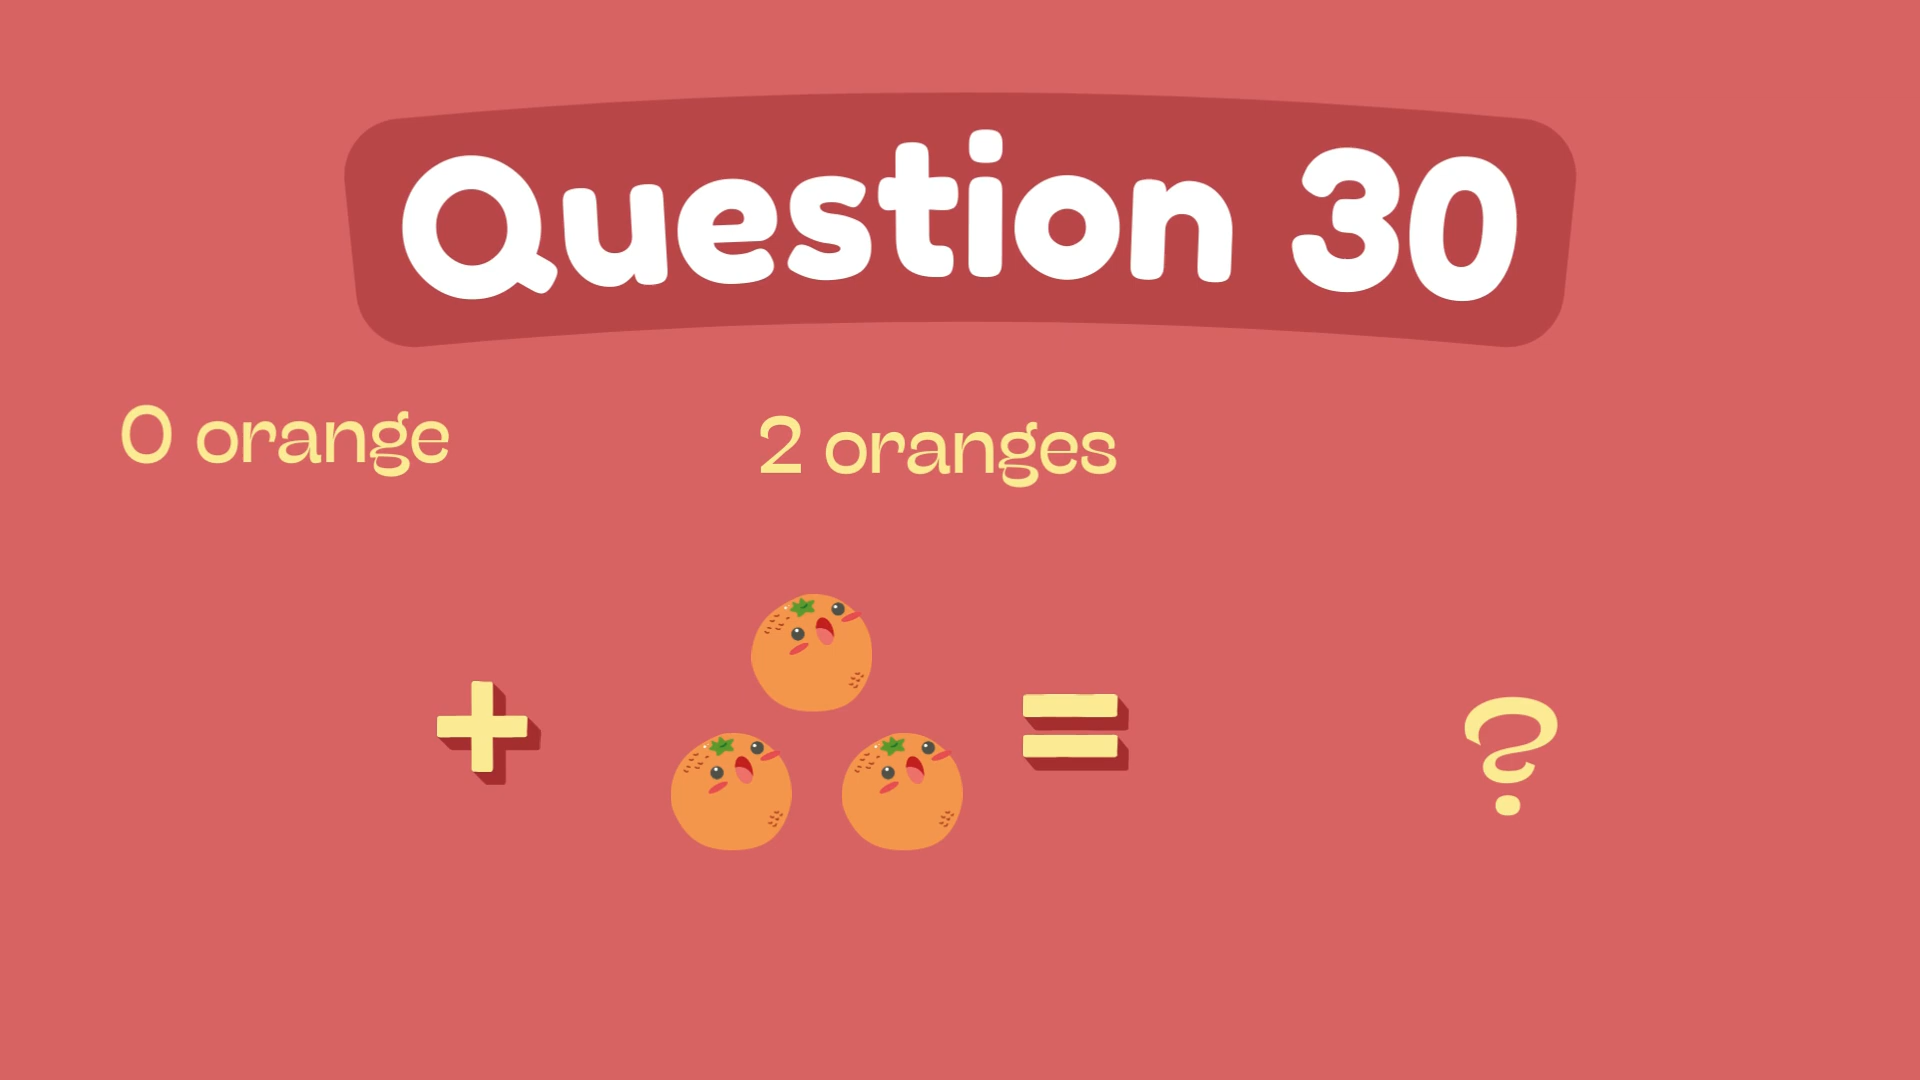 Question 30
0 orange
2 oranges
+ = ?